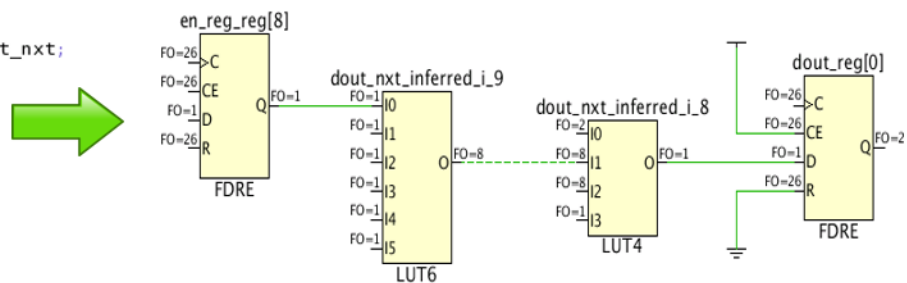 t_nxt;
en_reg_reg[8]
FO=26
C
FO=26
CE
FO=1
D
FO=26
R
Q
FO=1
FDRE
dout_nxt_inferred_i_9
FO=1
I0
FO=1
I1
FO=1
I2
FO=1
I3
FO=1
I4
FO=1
I5
O
FO=8
LUT6
dout_nxt_inferred_i_8
FO=2
I0
FO=8
I1
FO=8
I2
FO=1
I3
O
FO=1
LUT4
dout_reg[0]
FO=26
C
FO=26
CE
FO=1
D
FO=26
R
Q
FO=2
FDRE